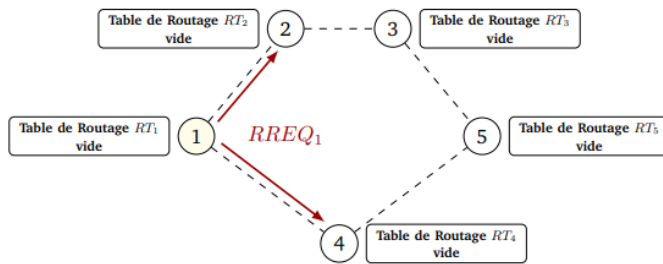 Table de Routage RT₂
vide
2
3
Table de Routage RT₃
vide
Table de Routage RT₁
vide
1
RREQ₁
5
Table de Routage RT₅
vide
4
Table de Routage RT₄
vide